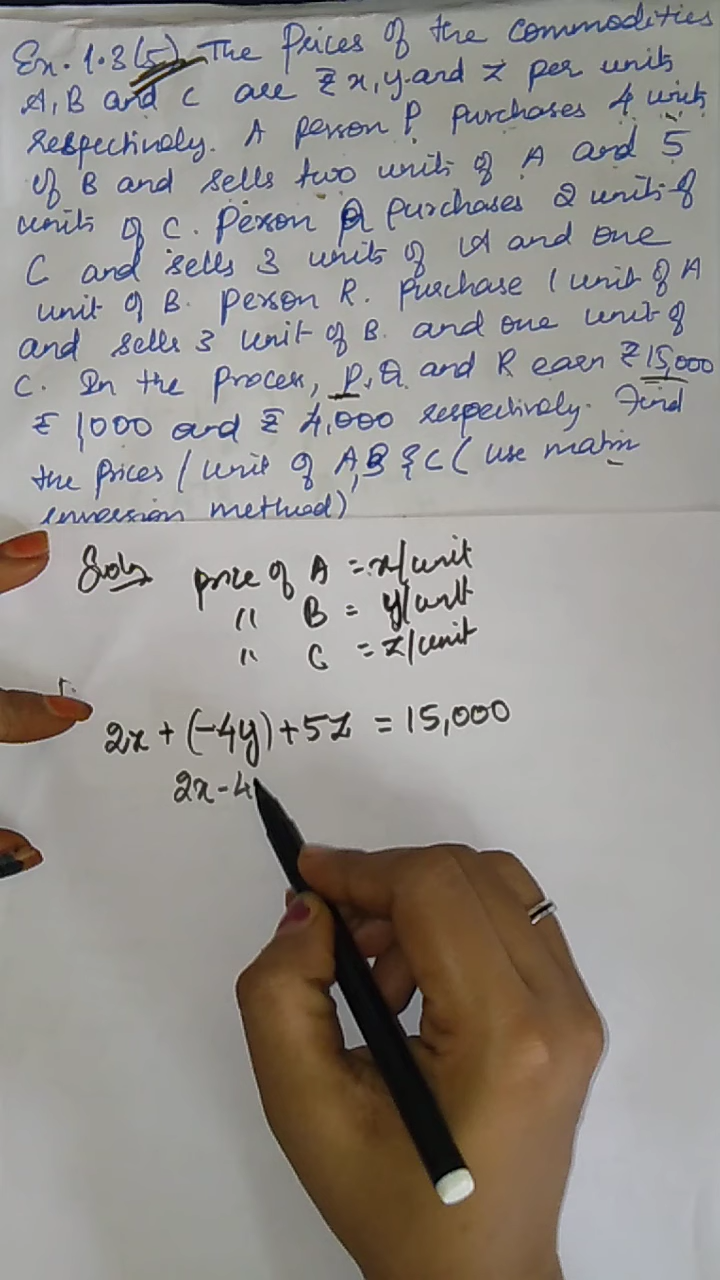 Ex. 1.3(5) The Prices of the commodities
A, B and C are ₹ x, y and z per units
respectively. A person P purchases 4 units
of B and sells two units of A and 5
units of C. Person Q purchases 2 units of
C and sells 3 units of A and one
unit of B. Person R. purchase 1 unit of A
and sells 3 unit of B. and one unit of
C. In the process, P, Q and R earn ₹ 15,000
₹ 1,000 and ₹ 4,000 respectively. Find
the prices / unit of A, B & C ( use matrix
inversion method)
Soln price of A = x/unit
" B = y/unit
" C = z/unit
2x + (-4y) + 5z = 15,000
2x - 4